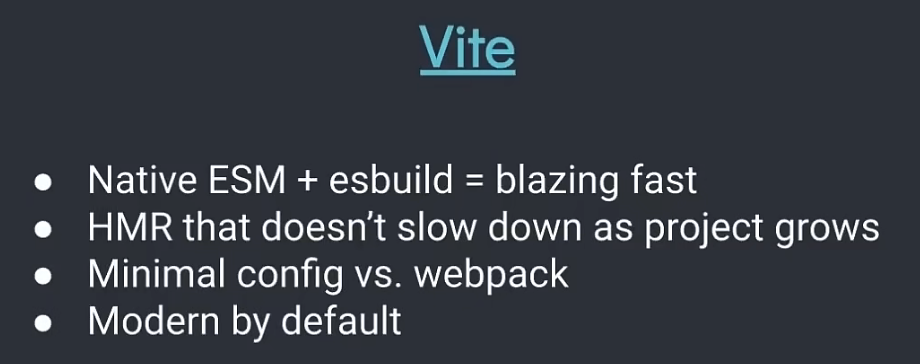 Vite
● Native ESM + esbuild = blazing fast
● HMR that doesn’t slow down as project grows
● Minimal config vs. webpack
● Modern by default